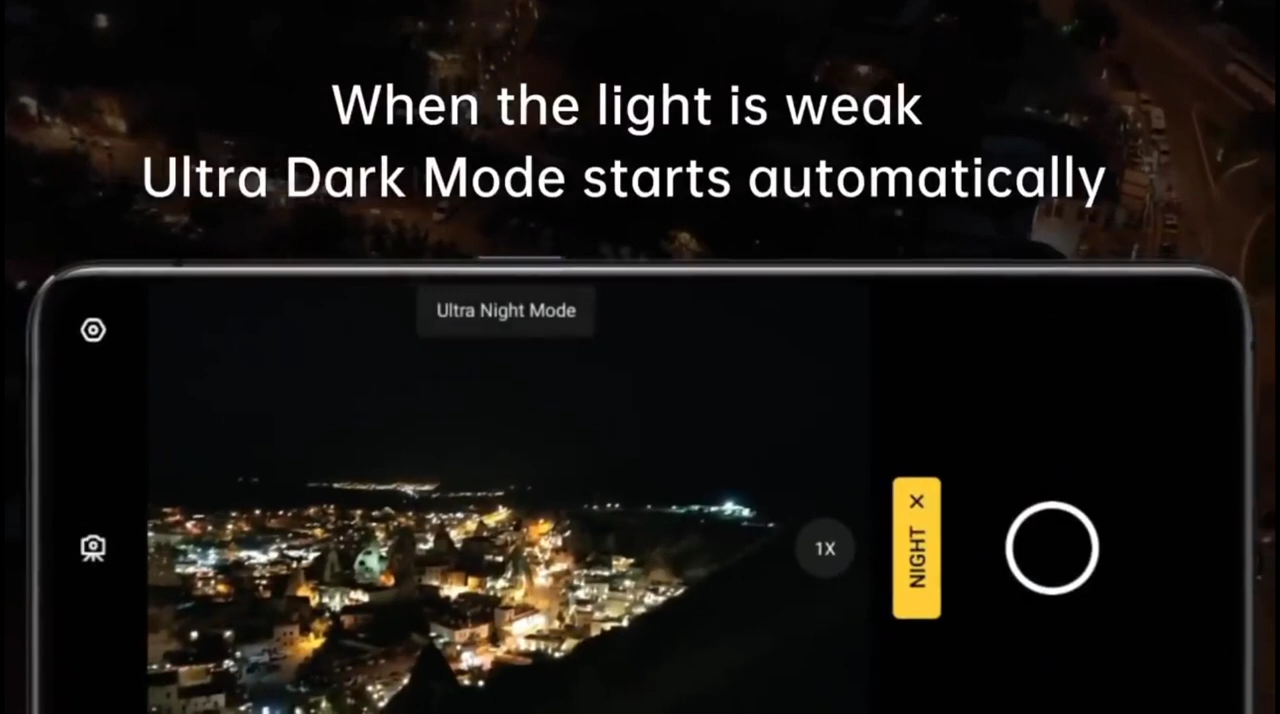 When the light is weak
Ultra Dark Mode starts automatically
Ultra Night Mode
1X
NIGHT X